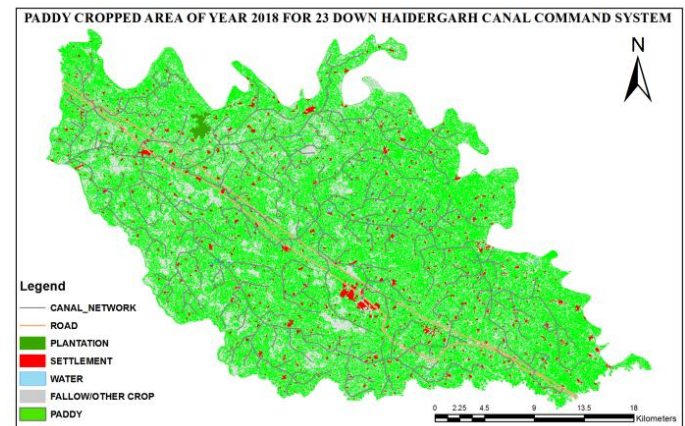 PADDY CROPPED AREA OF YEAR 2018 FOR 23 DOWN HAIDERGARH CANAL COMMAND SYSTEM
N
Legend
CANAL_NETWORK
ROAD
PLANTATION
SETTLEMENT
WATER
FALLOW/OTHER CROP
PADDY
0 2.25 4.5 9 13.5 18
Kilometers